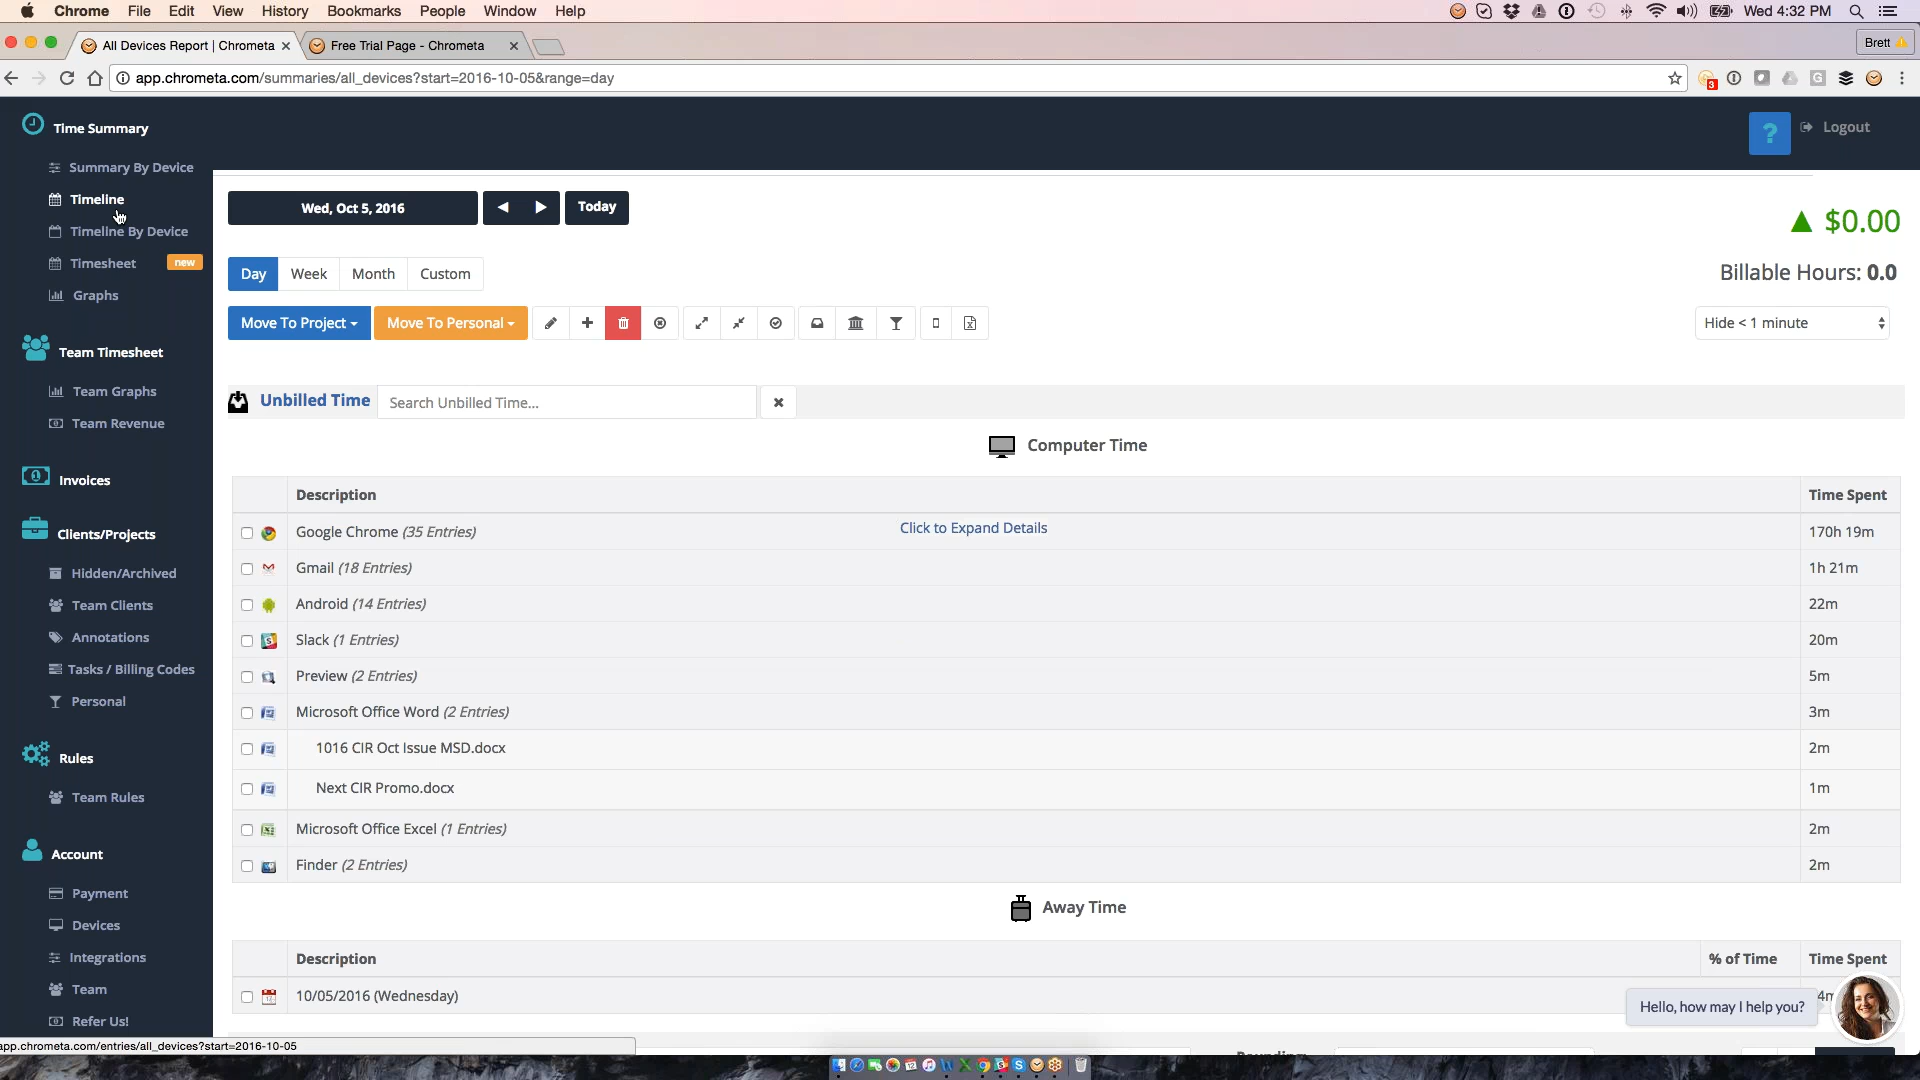 Chrome File Edit View History Bookmarks People Window Help Wed 4:32 PM
All Devices Report | Chrometa Free Trial Page - Chrometa Brett
app.chrometa.com/summaries/all_devices?start=2016-10-05&range=day
3
Time Summary
Summary By Device
Timeline
Timeline By Device
Timesheet new
Graphs
Team Timesheet
Team Graphs
Team Revenue
Invoices
Clients/Projects
Hidden/Archived
Team Clients
Annotations
Tasks / Billing Codes
Personal
Rules
Team Rules
Account
Payment
Devices
Integrations
Team
Refer Us!
app.chrometa.com/entries/all_devices?start=2016-10-05
? Logout
Wed, Oct 5, 2016 Today
$0.00
Day Week Month Custom
Billable Hours: 0.0
Move To Project Move To Personal
Hide < 1 minute
Unbilled Time Search Unbilled Time...
Computer Time
Description Time Spent
Google Chrome (35 Entries) Click to Expand Details 170h 19m
Gmail (18 Entries) 1h 21m
Android (14 Entries) 22m
Slack (1 Entries) 20m
Preview (2 Entries) 5m
Microsoft Office Word (2 Entries) 3m
1016 CIR Oct Issue MSD.docx 2m
Next CIR Promo.docx 1m
Microsoft Office Excel (1 Entries) 2m
Finder (2 Entries) 2m
Away Time
Description % of Time Time Spent
10/05/2016 (Wednesday)
Hello, how may I help you?